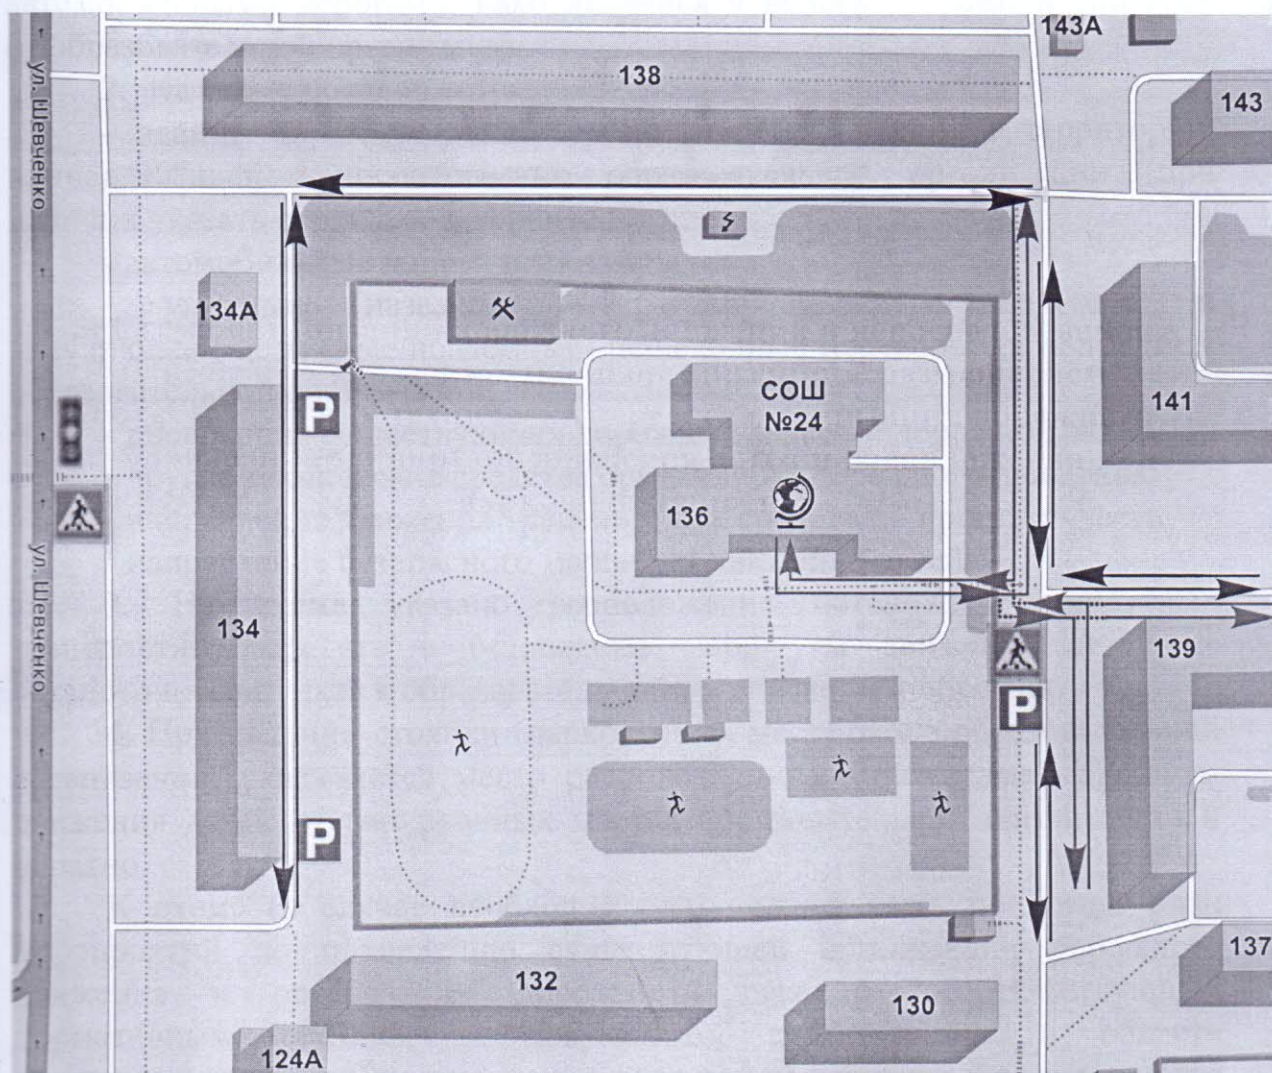 143А
138
143
ул. Шевченко
134А
Р
СОШ
№24
141
136
134
ул. Шевченко
139
Р
Р
132
130
137
124А